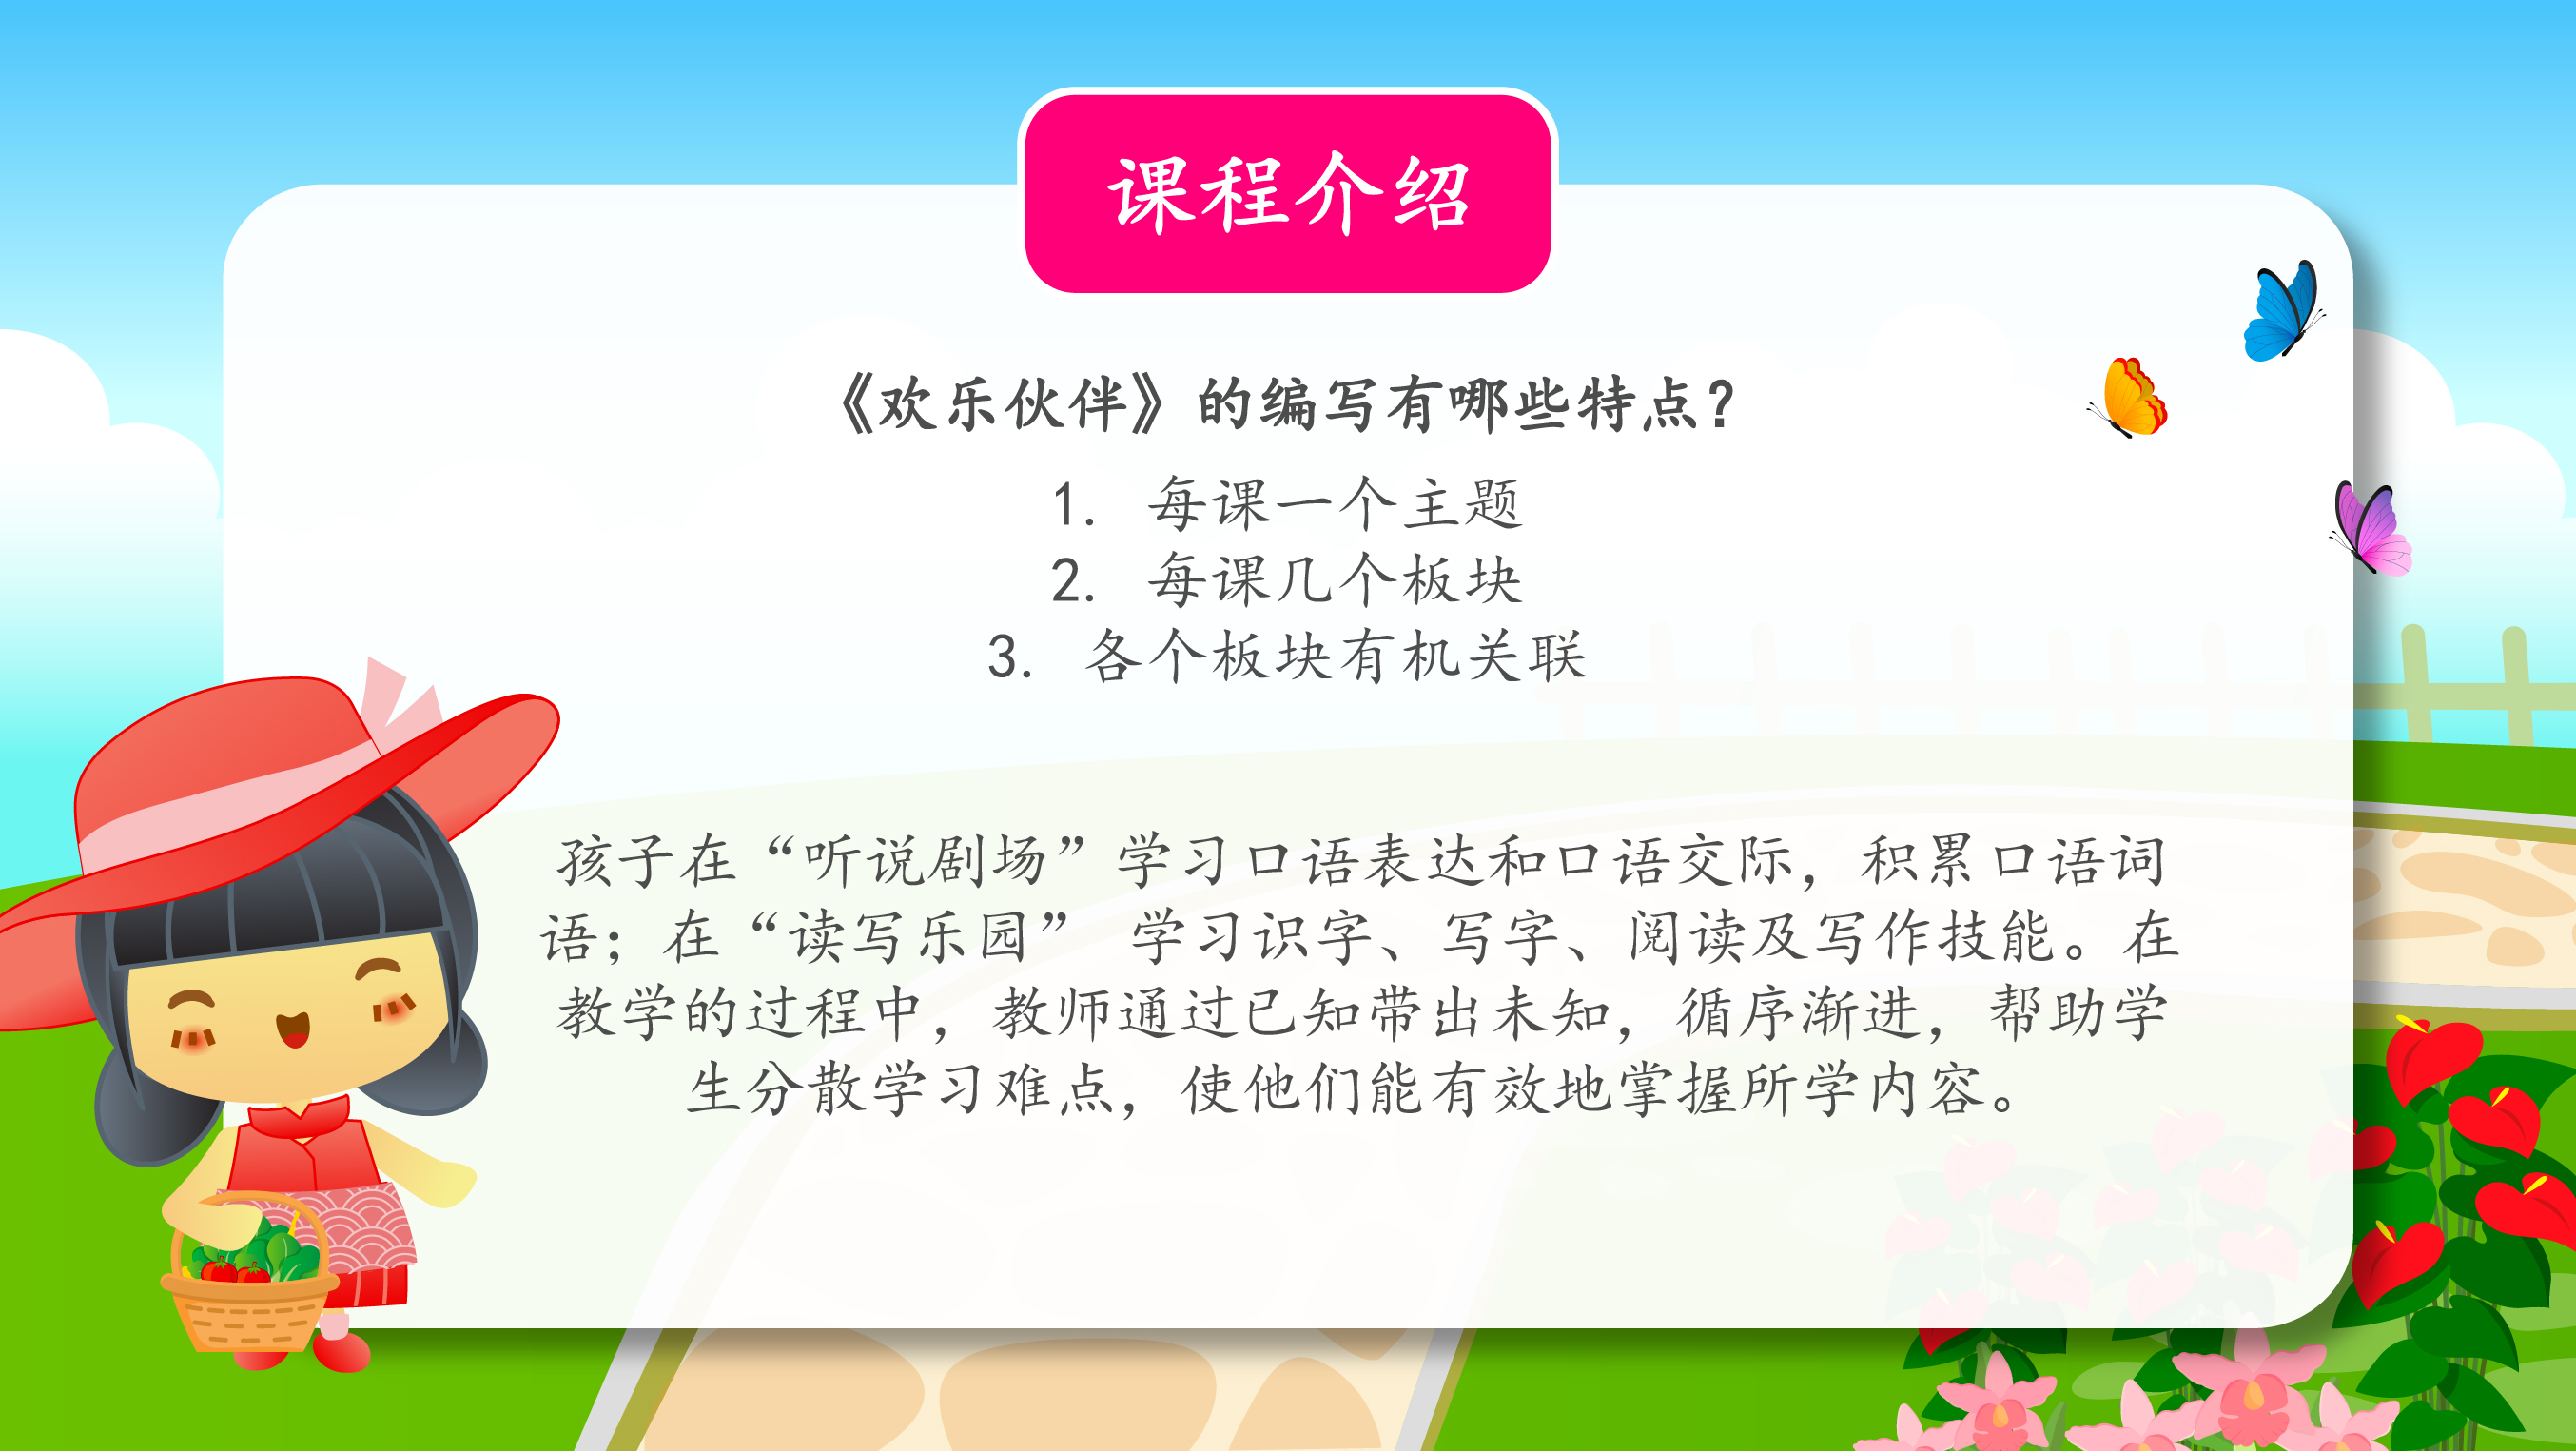 课程介绍
《欢乐伙伴》的编写有哪些特点？
1. 每课一个主题
2. 每课几个板块
3. 各个板块有机关联
孩子在“听说剧场”学习口语表达和口语交际，积累口语词
语；在“读写乐园” 学习识字、写字、阅读及写作技能。在
教学的过程中，教师通过已知带出未知，循序渐进，帮助学
生分散学习难点，使他们能有效地掌握所学内容。